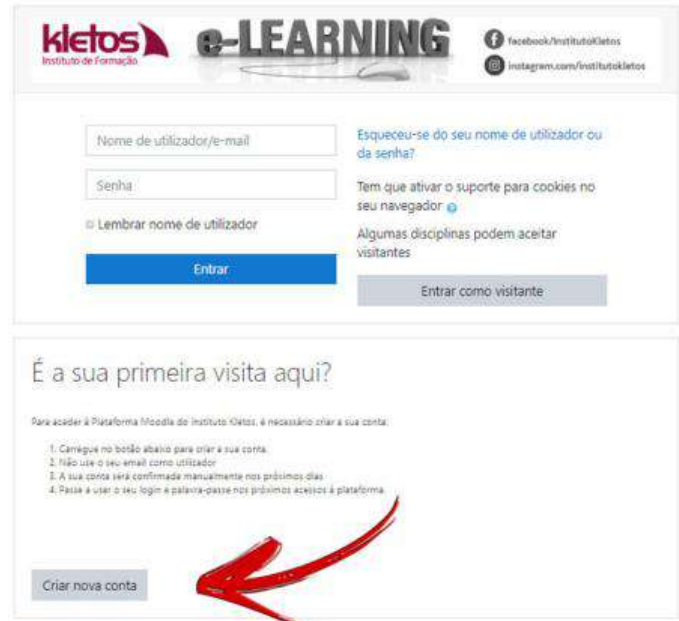 kletos
Instituto de Formação
e-LEARNING
facebook/InstitutoKletos
instagram.com/institutokletos
Nome de utilizador/e-mail
Senha
Lembrar nome de utilizador
Entrar
Esqueceu-se do seu nome de utilizador ou
da senha?
Tem que ativar o suporte para cookies no
seu navegador
Algumas disciplinas podem aceitar
visitantes
Entrar como visitante
É a sua primeira visita aqui?
Para aceder à Plataforma Moodle do Instituto Kletos, é necessário criar a sua conta:
1. Carregue no botão abaixo para criar a sua conta.
2. Não use o seu email como utilizador
3. A sua conta será confirmada manualmente nos próximos dias
4. Passe a usar o seu login e palavra-passe nos próximos acessos à plataforma.
Criar nova conta